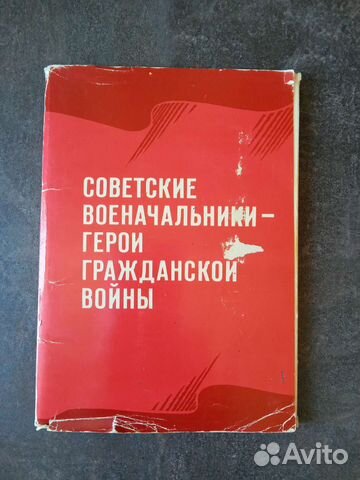 СОВЕТСКИЕ
ВОЕНАЧАЛЬНИКИ –
ГЕРОИ
ГРАЖДАНСКОЙ
ВОЙНЫ
Avito